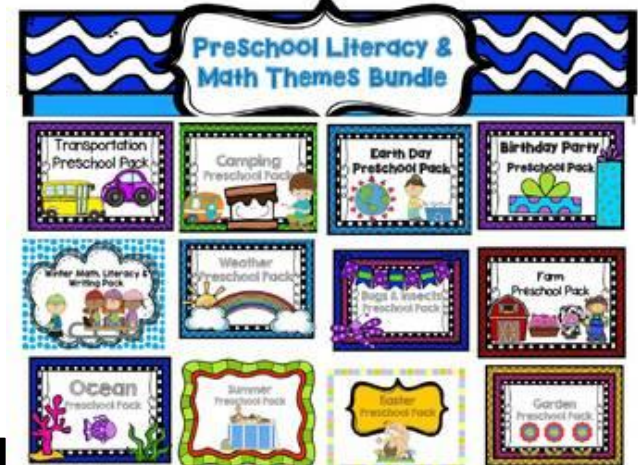 Preschool Literacy &
Math Themes Bundle
Transportation
Preschool Pack
Camping
Preschool Pack
Earth Day
Preschool Pack
Birthday Party
Preschool Pack
Winter Math, Literacy &
Writing Pack
Weather
Preschool Pack
Bugs & Insects
Preschool Pack
Farm
Preschool Pack
Ocean
Preschool Pack
Summer
Preschool Pack
Easter
Preschool Pack
Garden
Preschool Pack